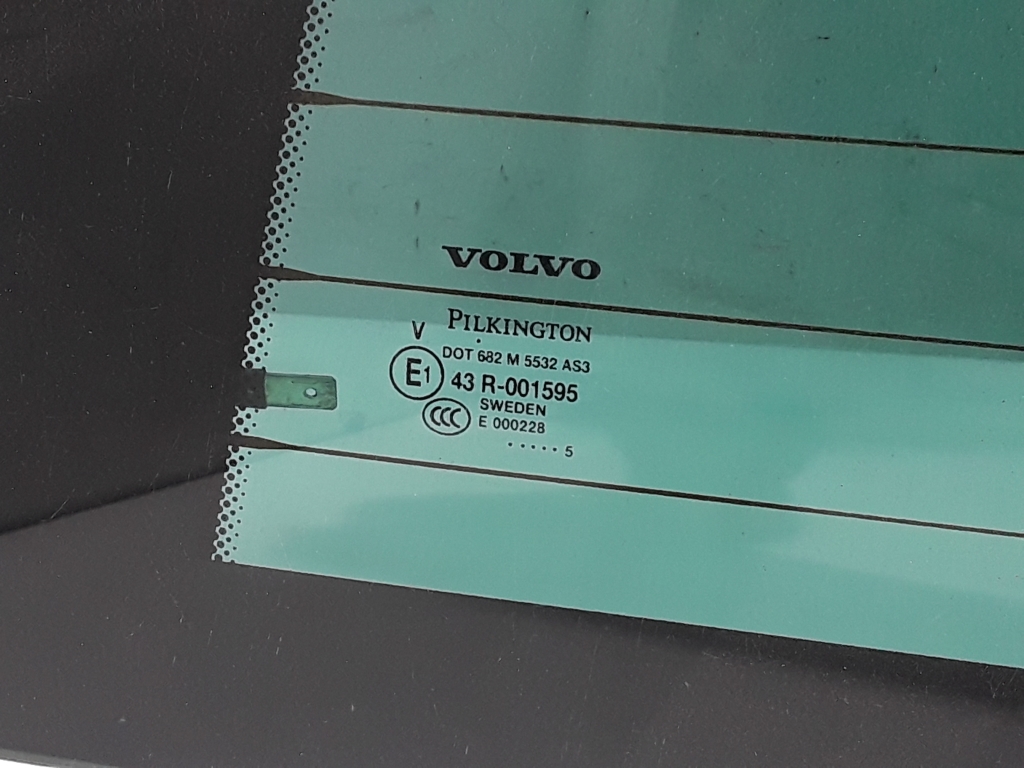 VOLVO
PILKINGTON
V
DOT 682 M 5532 AS3
E1 43 R-001595
CCC SWEDEN
E 000228
..... 5